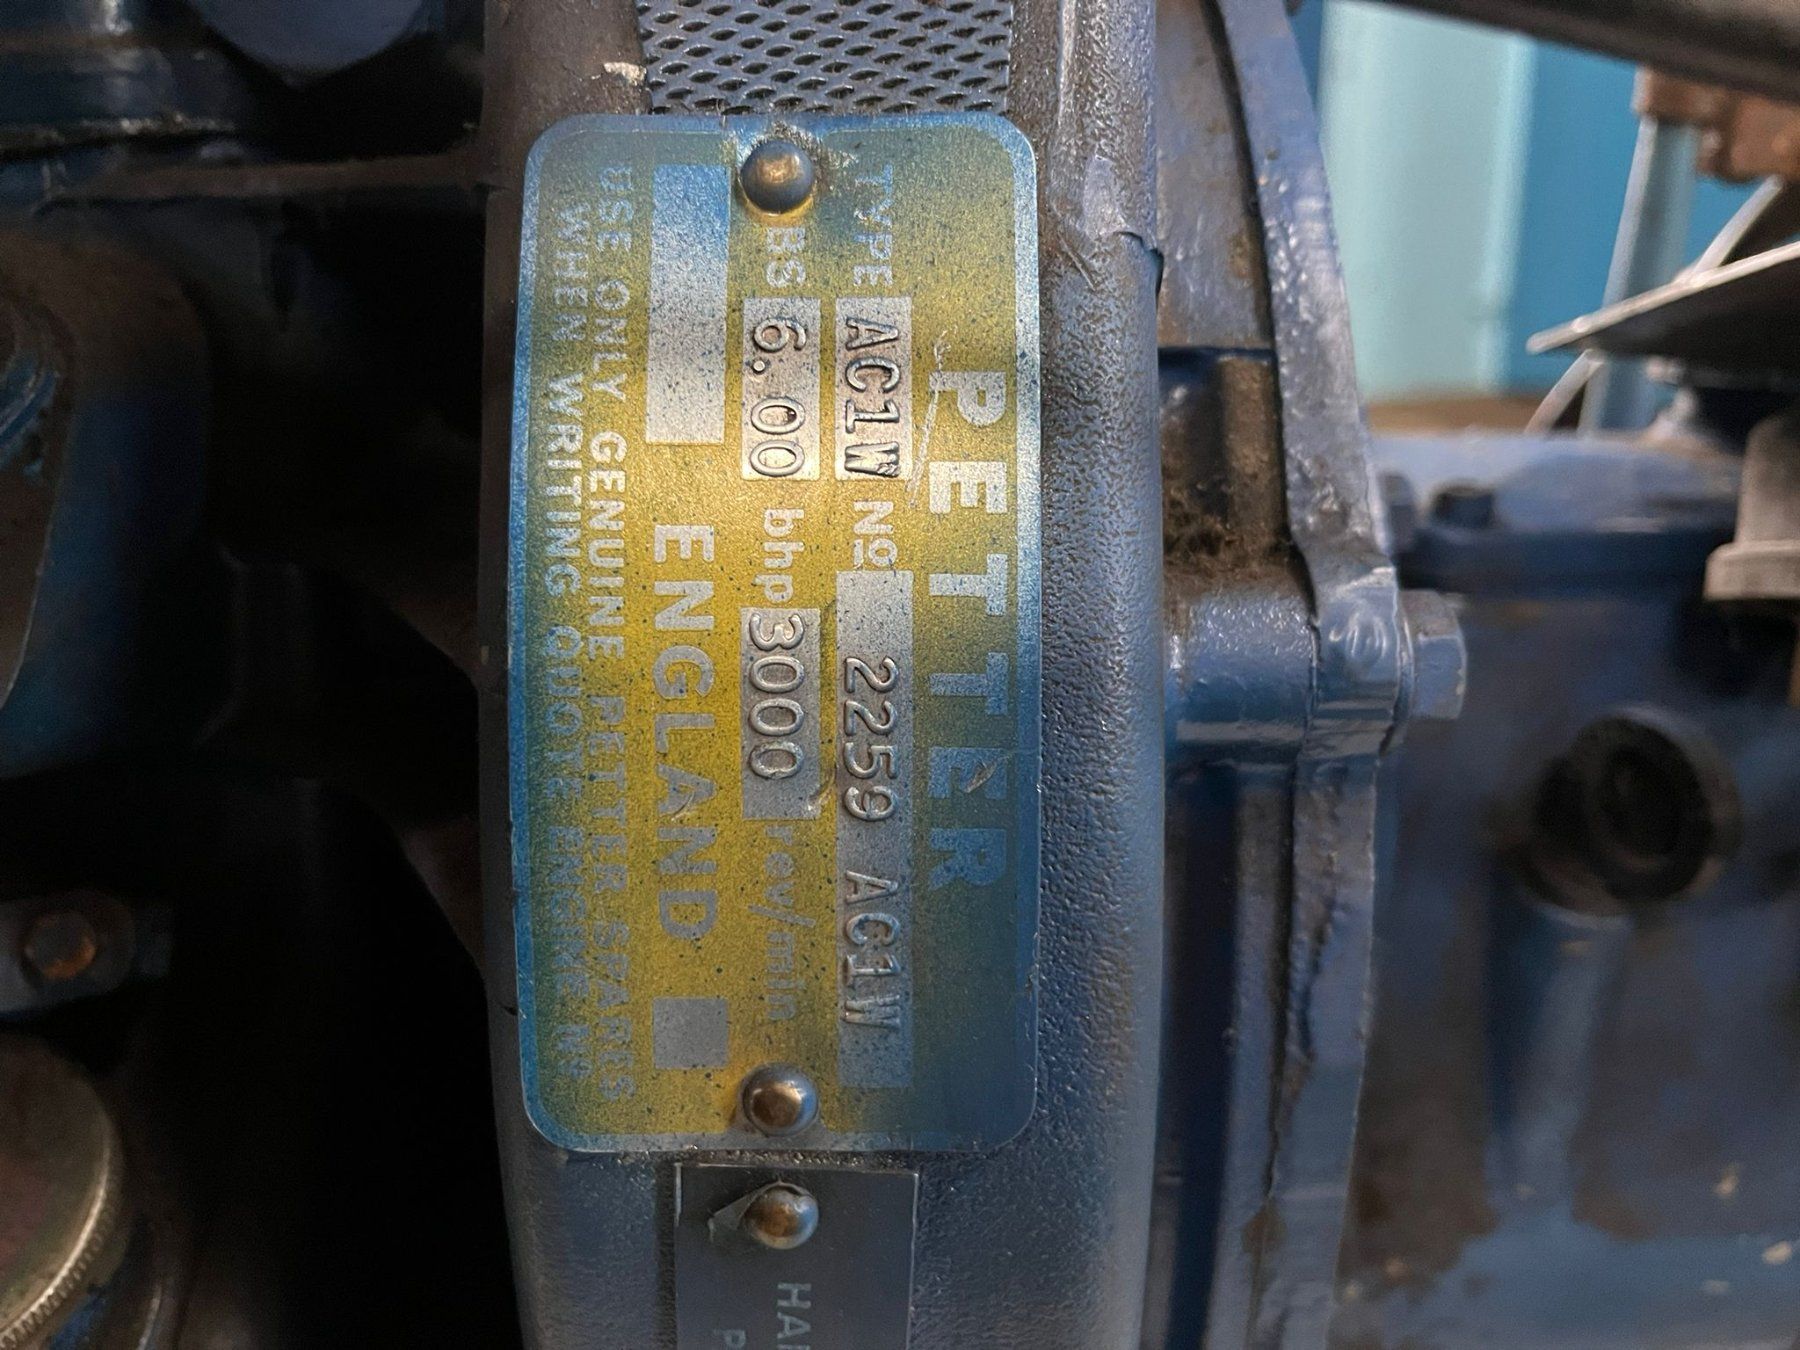 PETTER
TYPE AC1W Nº 2259 AC1W
BS 6.00 bhp 3000 rev/min
ENGLAND
USE ONLY GENUINE PETTER SPARES
WHEN WRITING QUOTE ENGINE Nº